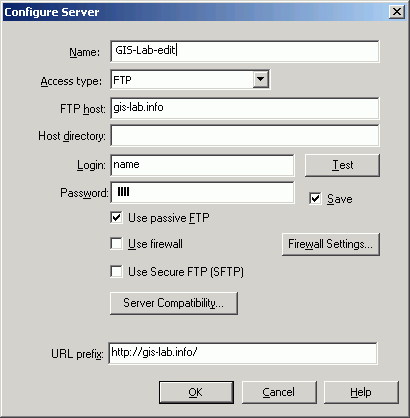 Configure Server
Name: GIS-Lab-edit
Access type: FTP
FTP host: gis-lab.info
Host directory:
Login: name Test
Password: Save
Use passive FTP
Use firewall Firewall Settings...
Use Secure FTP (SFTP)
Server Compatibility...
URL prefix: http://gis-lab.info/
OK Cancel Help